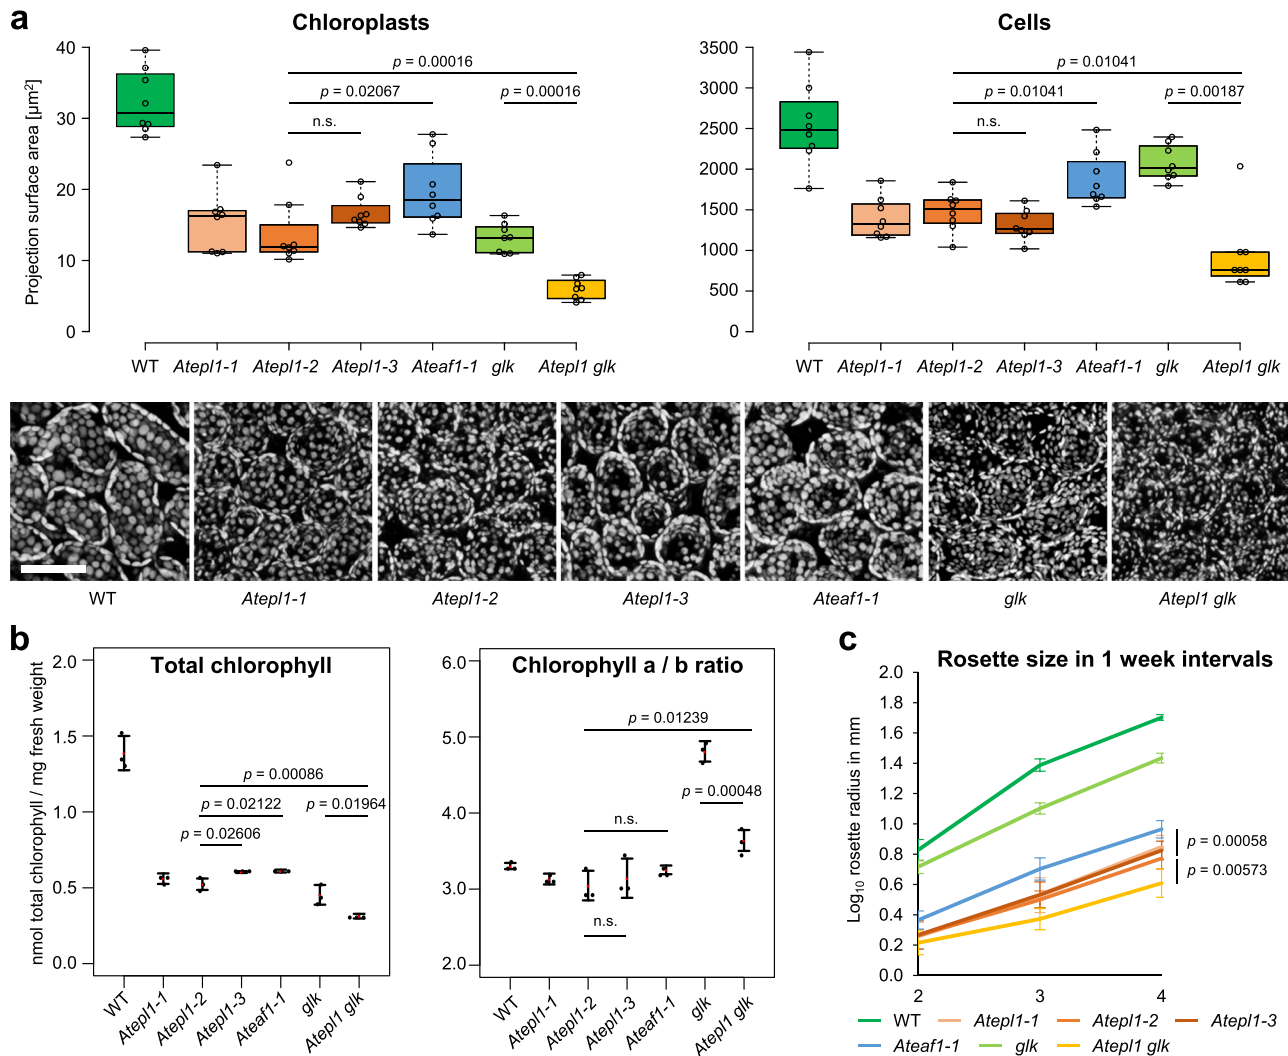 a
Chloroplasts
Cells
Projection surface area [µm²]
40
30
20
10
0
p = 0.00016
p = 0.02067
p = 0.00016
n.s.
WT
Atepl1-1
Atepl1-2
Atepl1-3
Ateaf1-1
glk
Atepl1 glk
3500
3000
2500
2000
1500
1000
500
0
p = 0.01041
p = 0.01041
p = 0.00187
n.s.
WT
Atepl1-1
Atepl1-2
Atepl1-3
Ateaf1-1
glk
Atepl1 glk
WT
Atepl1-1
Atepl1-2
Atepl1-3
Ateaf1-1
glk
Atepl1 glk
b
Total chlorophyll
nmol total chlorophyll / mg fresh weight
2.0
1.5
1.0
0.5
0.0
p = 0.00086
p = 0.02122
p = 0.01964
p = 0.02606
WT
Atepl1-1
Atepl1-2
Atepl1-3
Ateaf1-1
glk
Atepl1 glk
Chlorophyll a / b ratio
6.0
5.0
4.0
3.0
2.0
p = 0.01239
p = 0.00048
n.s.
n.s.
WT
Atepl1-1
Atepl1-2
Atepl1-3
Ateaf1-1
glk
Atepl1 glk
c
Rosette size in 1 week intervals
Log₁₀ rosette radius in mm
2.0
1.8
1.6
1.4
1.2
1.0
0.8
0.6
0.4
0.2
0.0
p = 0.00058
p = 0.00573
2
3
4
WT
Atepl1-1
Atepl1-2
Atepl1-3
Ateaf1-1
glk
Atepl1 glk